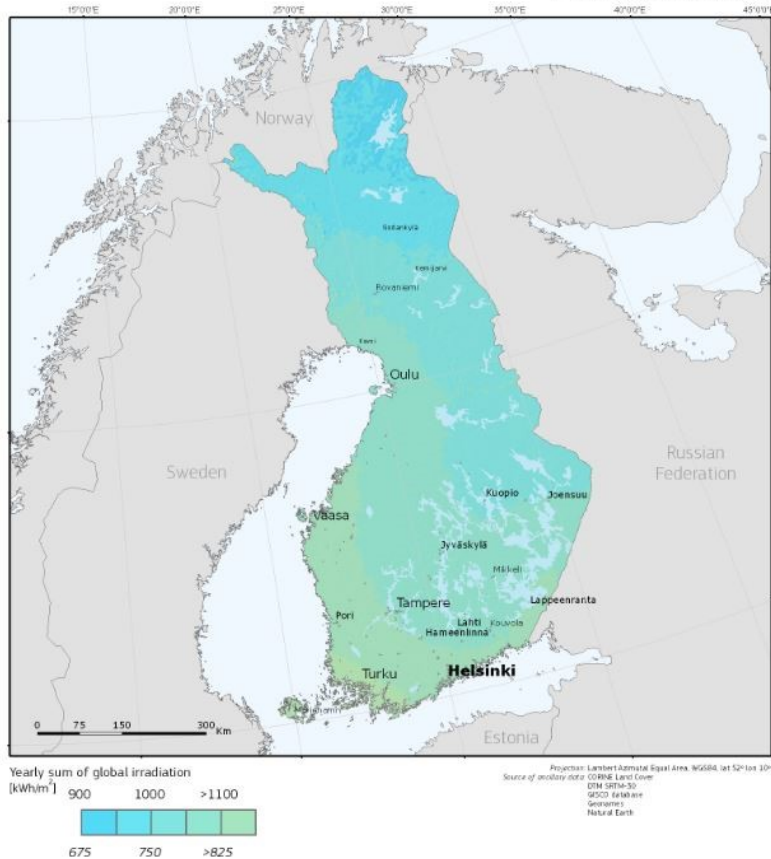 15°00'E
20°00'E
25°00'E
30°00'E
35°00'E
40°00'E
45°00'E
Norway
Sodankylä
Kemijärvi
Rovaniemi
Kemi
Oulu
Sweden
Russian
Federation
Kuopio
Joensuu
Vaasa
Jyväskylä
Mikkeli
Lappeenranta
Tampere
Pori
Lahti
Kouvola
Hameenlinna
Helsinki
Turku
Mariehamn
Estonia
0 75 150 300 Km
Yearly sum of global irradiation
[kWh/m²]
900 1000 >1100
675 750 >825
Projection: Lambert Azimutal Equal Area, WGS84, lat 52° lon 10°
Source of ancillary data: CORINE Land Cover
DTM SRTM-30
GISCO database
Geonames
Natural Earth